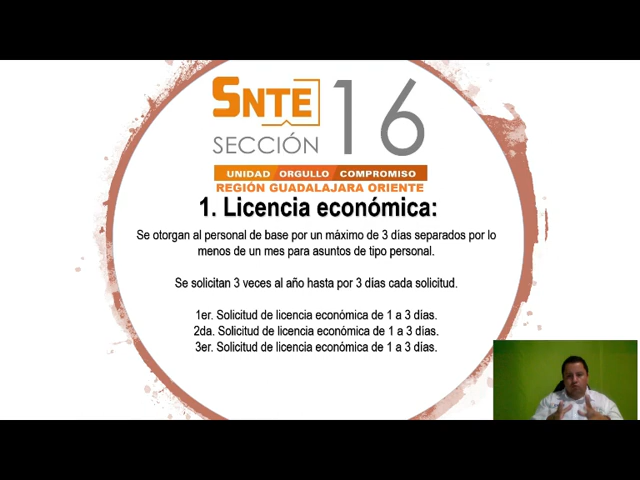 SNTE
SECCIÓN 16
UNIDAD ORGULLO COMPROMISO
REGIÓN GUADALAJARA ORIENTE
1. Licencia económica:
Se otorgan al personal de base por un máximo de 3 días separados por lo
menos de un mes para asuntos de tipo personal.
Se solicitan 3 veces al año hasta por 3 días cada solicitud.
1er. Solicitud de licencia económica de 1 a 3 días.
2da. Solicitud de licencia económica de 1 a 3 días.
3er. Solicitud de licencia económica de 1 a 3 días.